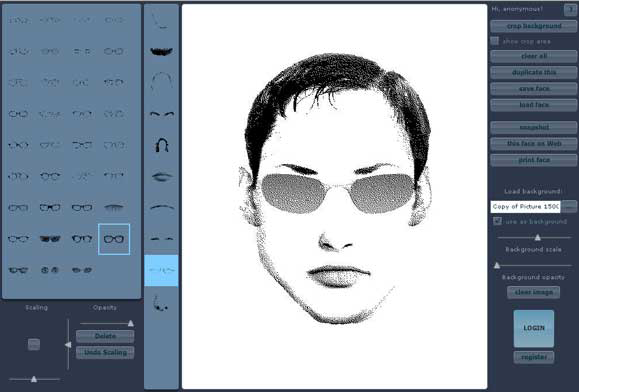 Hi, anonymous!
crop background
show crop area
clear all
duplicate this
save face
load face
snapshot
this face on Web
print face
Load background:
Copy of Picture 150
use as background
Background scale
Background opacity
clear image
LOGIN
register
Scaling
Opacity
Delete
Undo Scaling